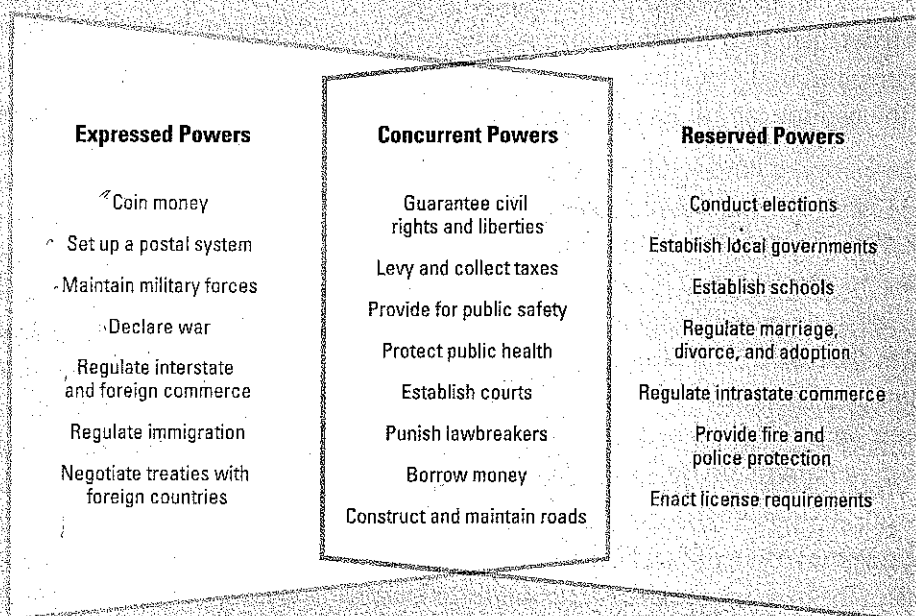 Expressed Powers
Coin money
Set up a postal system
Maintain military forces
Declare war
Regulate interstate
and foreign commerce
Regulate immigration
Negotiate treaties with
foreign countries
Concurrent Powers
Guarantee civil
rights and liberties
Levy and collect taxes
Provide for public safety
Protect public health
Establish courts
Punish lawbreakers
Borrow money
Construct and maintain roads
Reserved Powers
Conduct elections
Establish local governments
Establish schools
Regulate marriage,
divorce, and adoption
Regulate intrastate commerce
Provide fire and
police protection
Enact license requirements